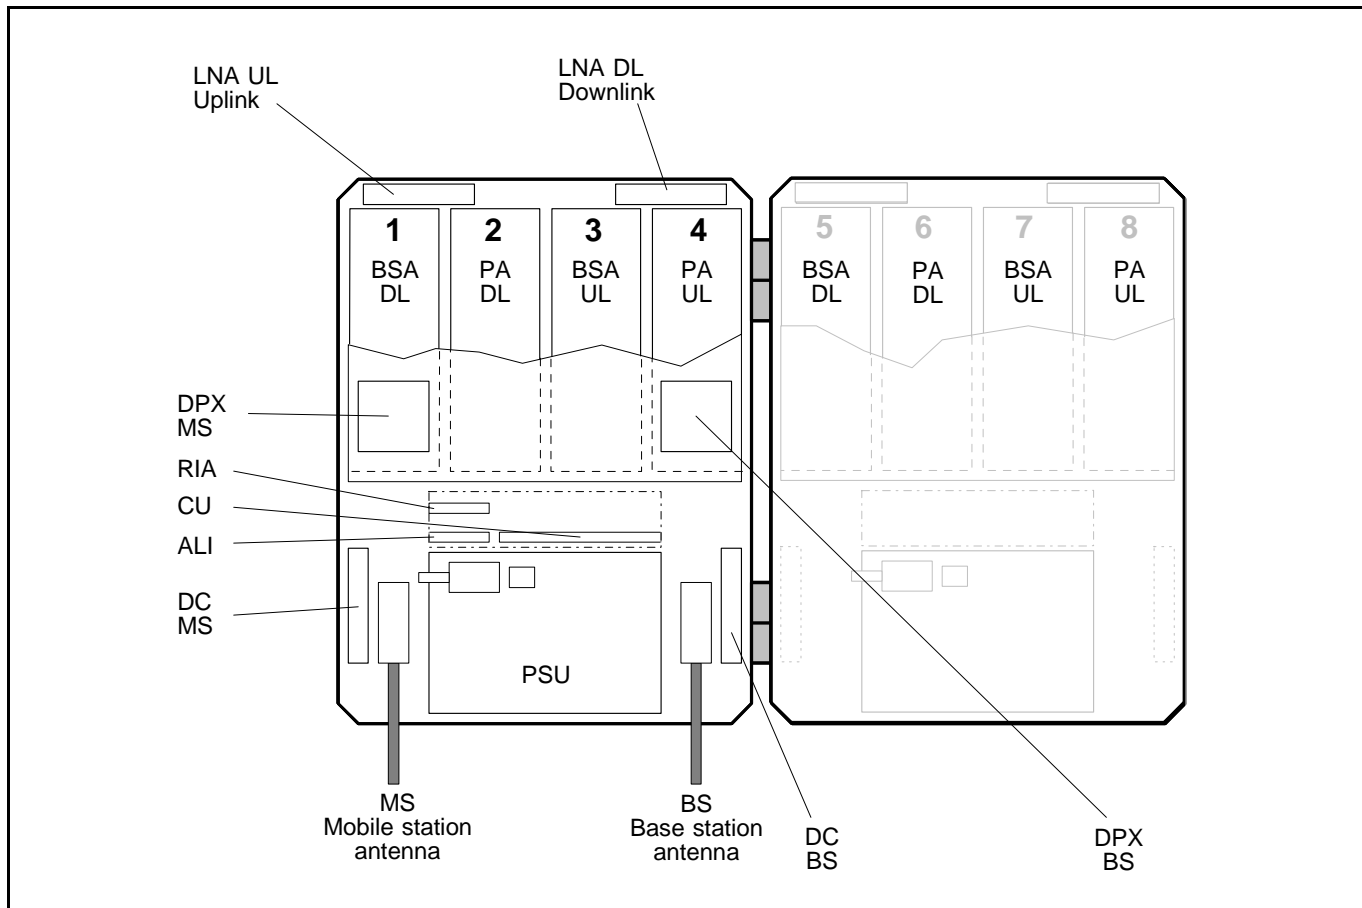 LNA UL
Uplink
LNA DL
Downlink
1
BSA
DL
2
PA
DL
3
BSA
UL
4
PA
UL
5
BSA
DL
6
PA
DL
7
BSA
UL
8
PA
UL
DPX
MS
RIA
CU
ALI
DC
MS
PSU
MS
Mobile station
antenna
BS
Base station
antenna
DC
BS
DPX
BS